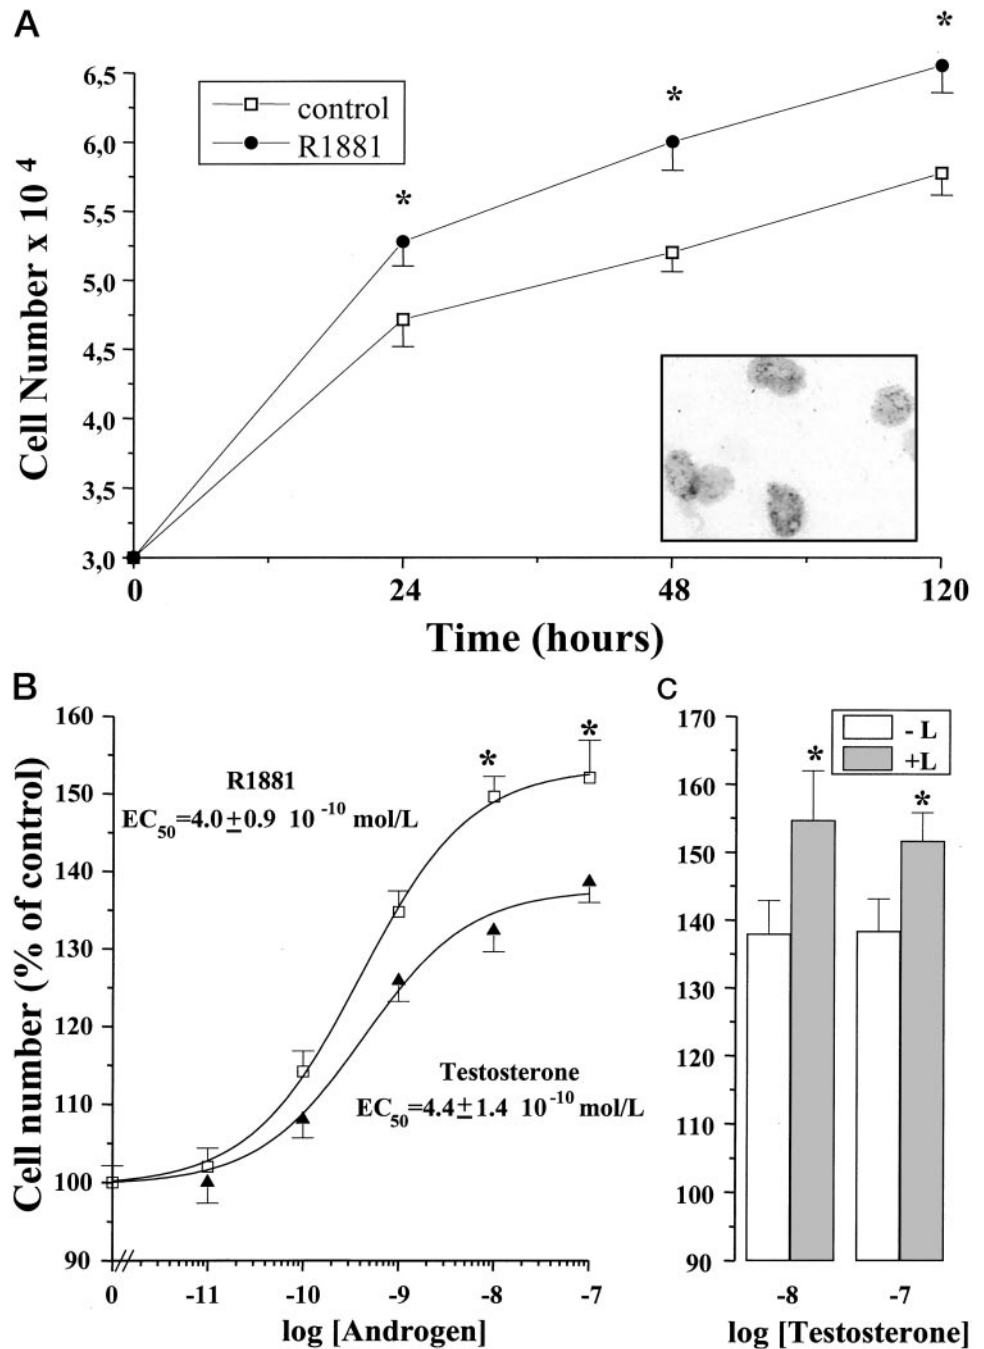 A
*
*
*
control
R1881
6,5
6,0
5,5
5,0
4,5
4,0
3,5
3,0
Cell Number x 10 4
0 24 48 120
Time (hours)
B
160
150
140
130
120
110
100
90
Cell number (% of control)
* *
R1881
EC50=4.0±0.9 10 -10 mol/L
Testosterone
EC50=4.4±1.4 10-10 mol/L
0 -11 -10 -9 -8 -7
log [Androgen]
C
170
160
150
140
130
120
110
100
90
- L
+L
* *
-8 -7
log [Testosterone]